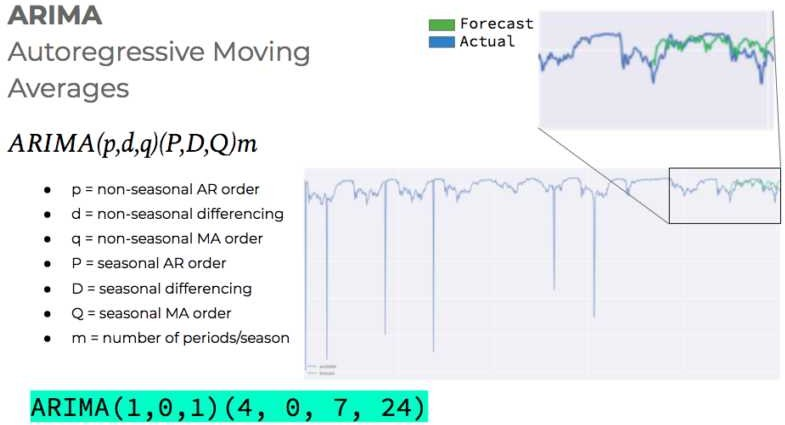 ARIMA
Autoregressive Moving
Averages
ARIMA(p,d,q)(P,D,Q)m
• p = non-seasonal AR order
• d = non-seasonal differencing
• q = non-seasonal MA order
• P = seasonal AR order
• D = seasonal differencing
• Q = seasonal MA order
• m = number of periods/season
ARIMA(1,0,1)(4, 0, 7, 24)
Forecast
Actual